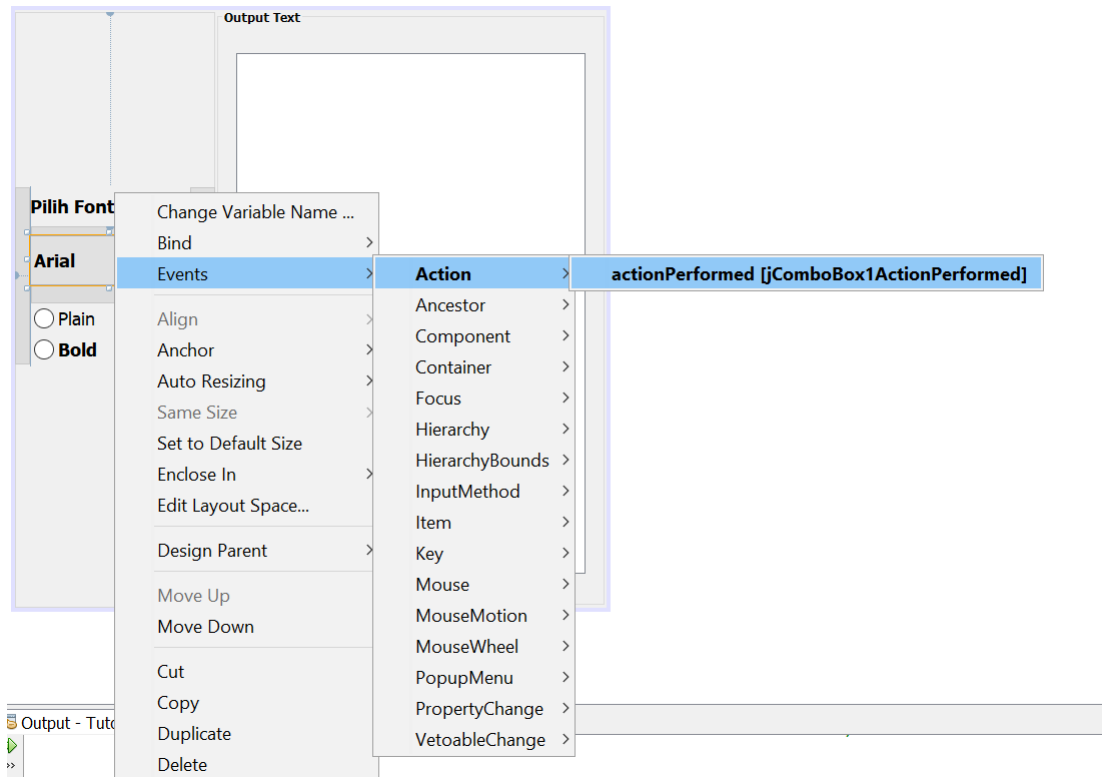 Output Text
Pilih Font
Arial
Plain
Bold
Change Variable Name ...
Bind
Events
Align
Anchor
Auto Resizing
Same Size
Set to Default Size
Enclose In
Edit Layout Space...
Design Parent
Move Up
Move Down
Cut
Copy
Duplicate
Delete
Action
Ancestor
Component
Container
Focus
Hierarchy
HierarchyBounds
InputMethod
Item
Key
Mouse
MouseMotion
MouseWheel
PopupMenu
PropertyChange
VetoableChange
actionPerformed [jComboBox1ActionPerformed]
Output -